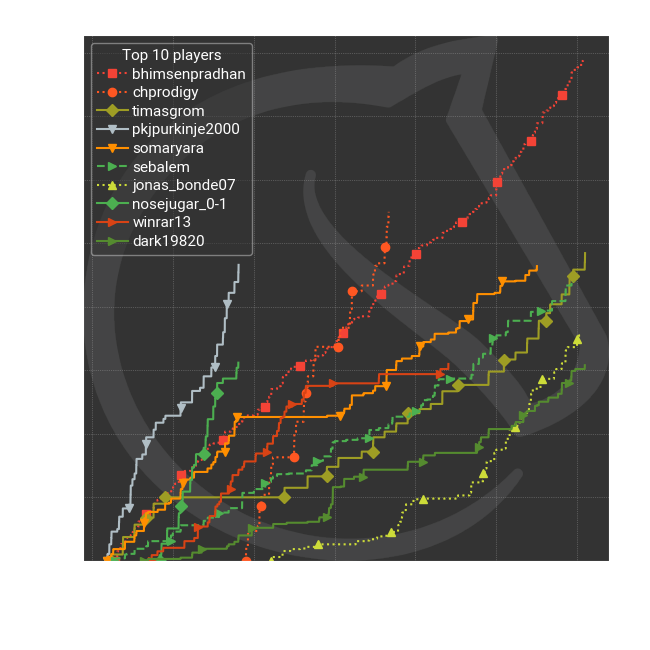 Top 10 players
bhimsenpradhan
chprodigy
timasgrom
pkjpurkinje2000
somaryara
sebalem
jonas_bonde07
nosejugar_0-1
winrar13
dark19820